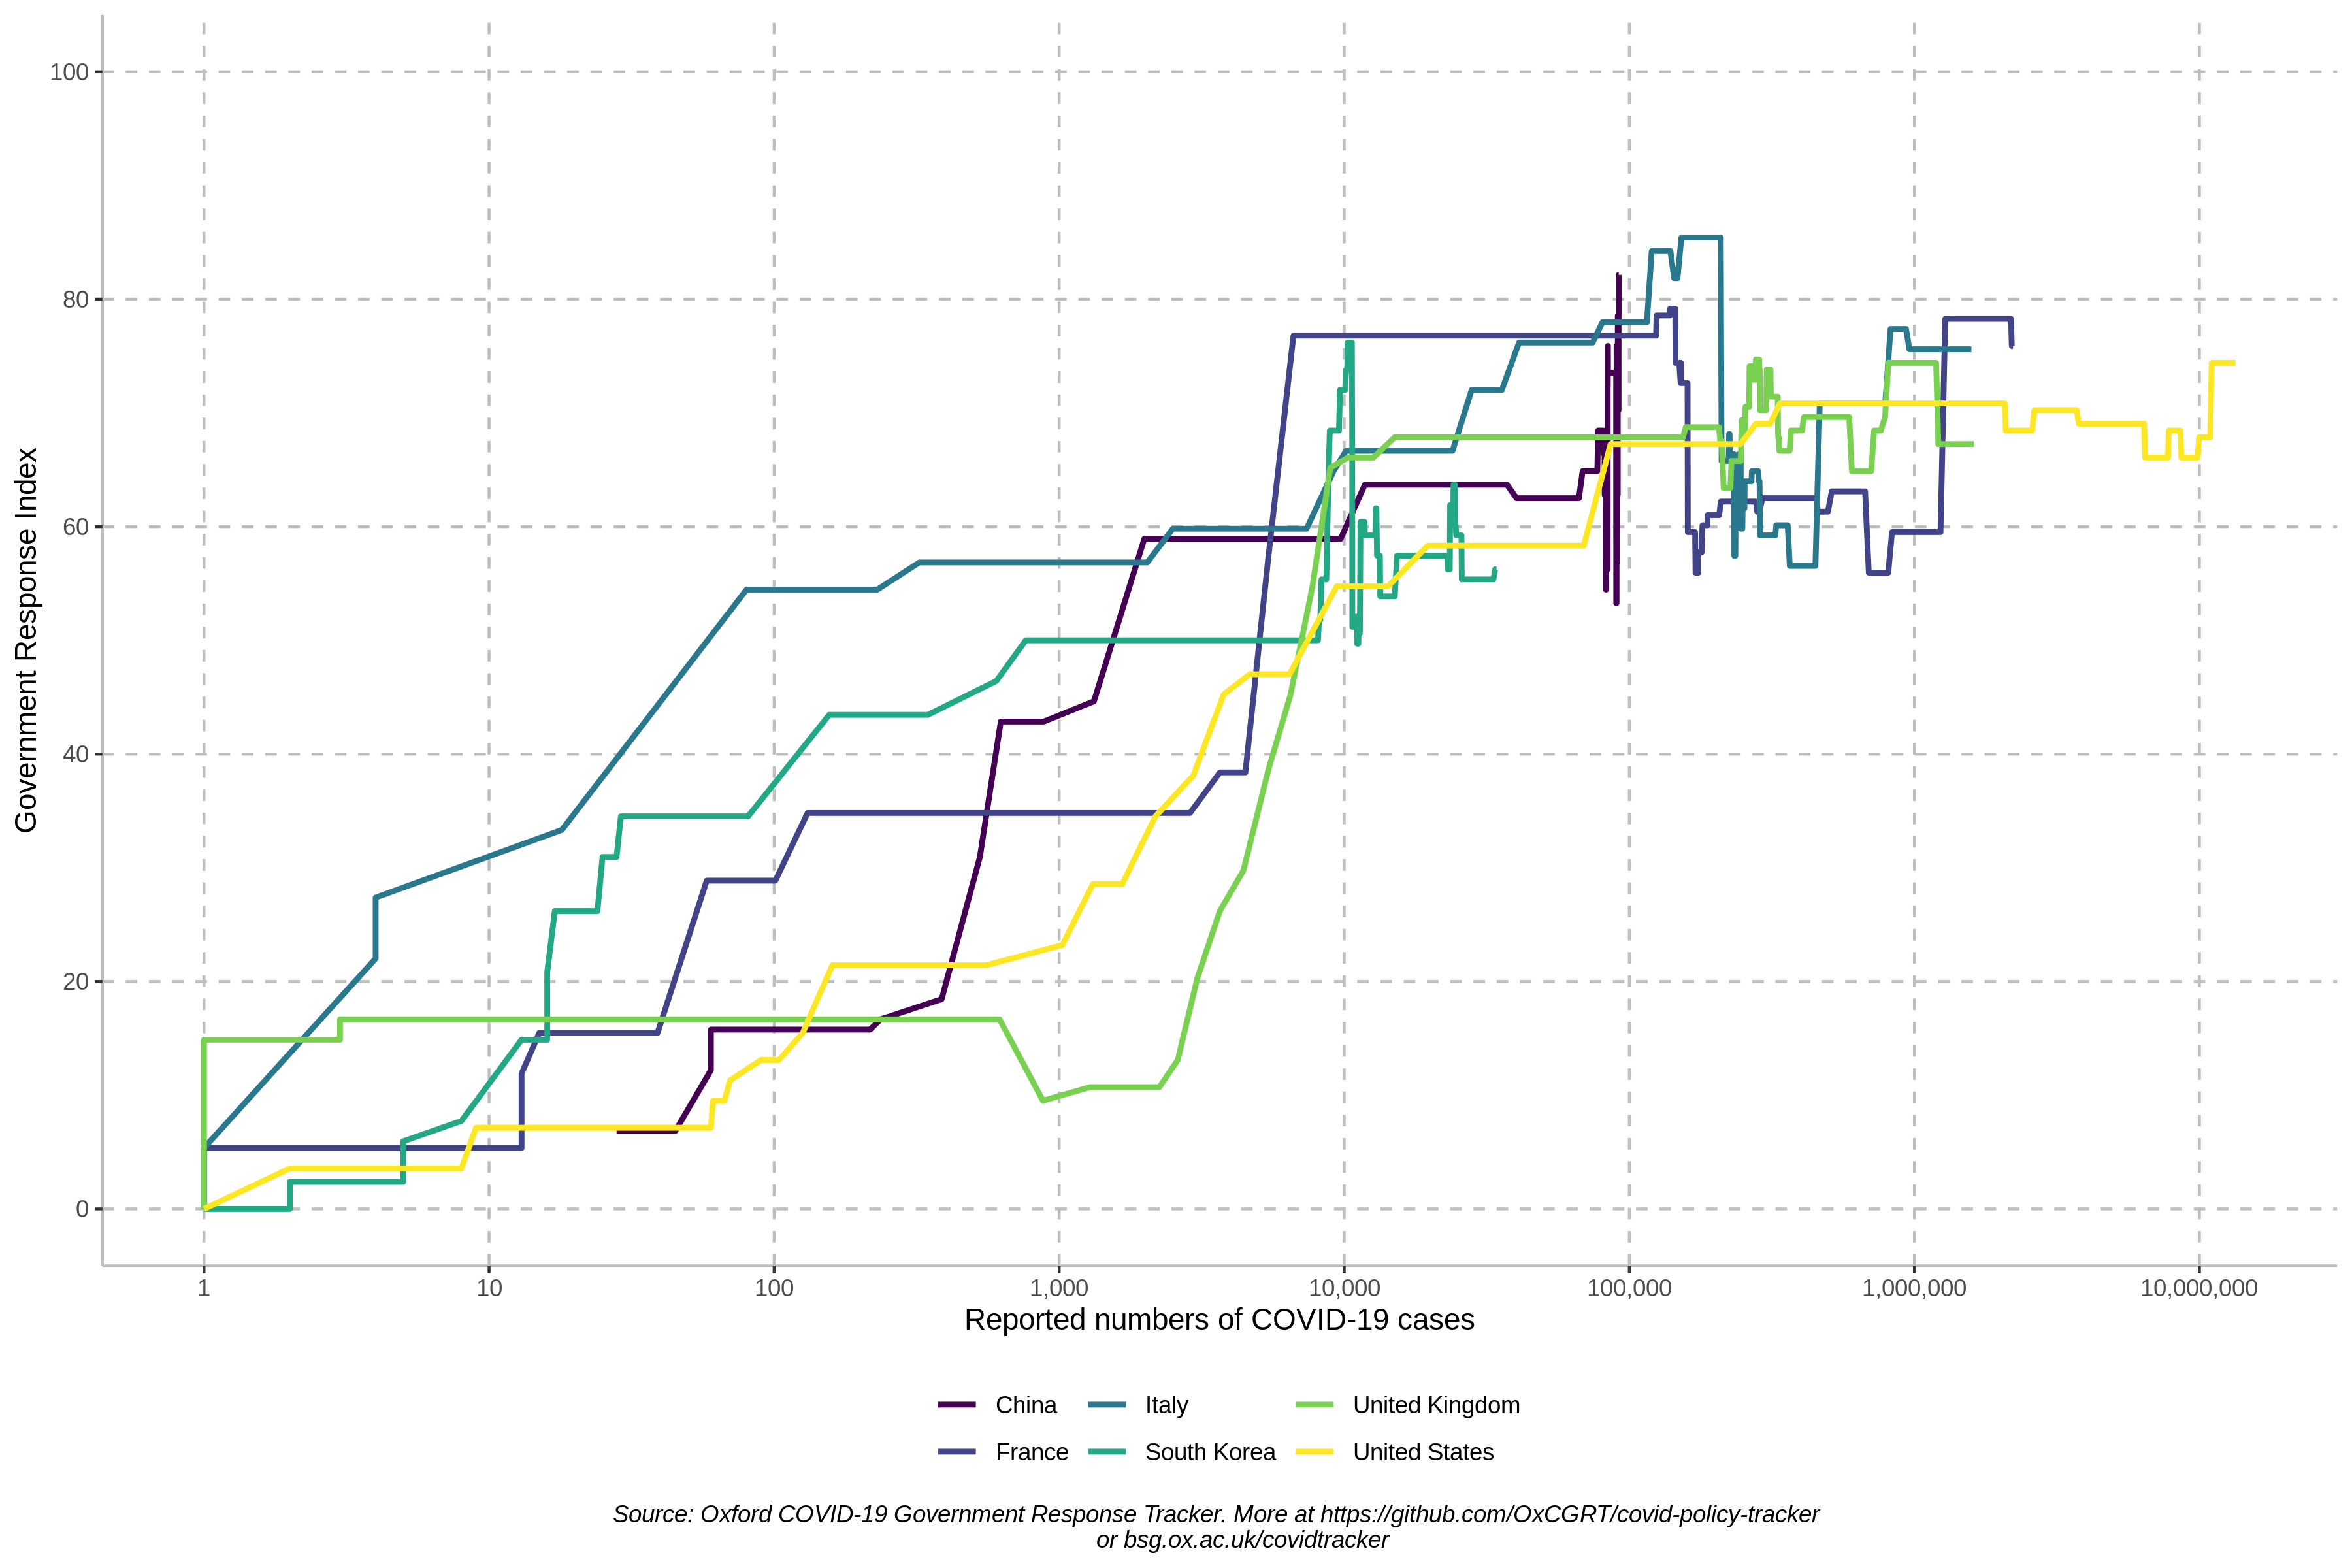 100
80
60
40
20
0
Government Response Index
1 10 100 1,000 10,000 100,000 1,000,000 10,000,000
Reported numbers of COVID-19 cases
China Italy United Kingdom
France South Korea United States
Source: Oxford COVID-19 Government Response Tracker. More at https://github.com/OxCGRT/covid-policy-tracker
or bsg.ox.ac.uk/covidtracker